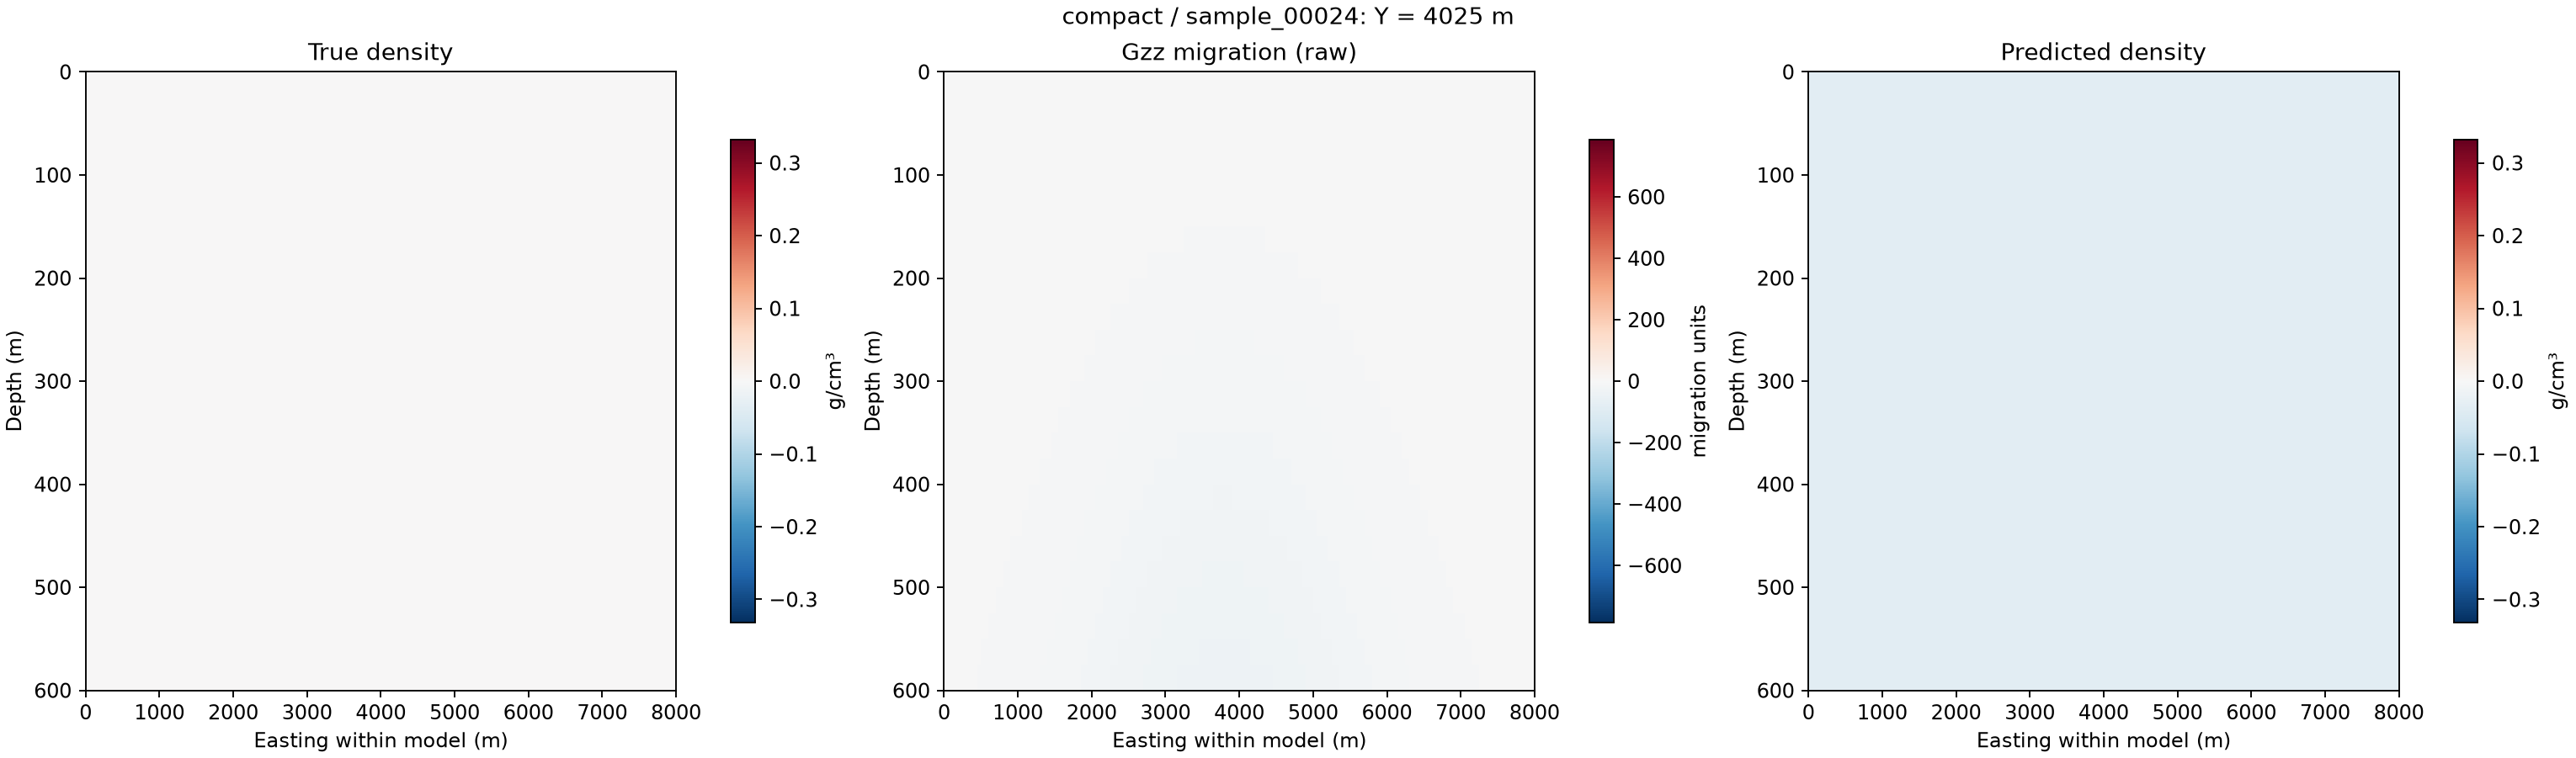 compact / sample_00024: Y = 4025 m
True density
0
100
200
300
400
500
600
Depth (m)
0 1000 2000 3000 4000 5000 6000 7000 8000
Easting within model (m)
0.3
0.2
0.1
0.0
−0.1
−0.2
−0.3
g/cm³
Gzz migration (raw)
0
100
200
300
400
500
600
Depth (m)
0 1000 2000 3000 4000 5000 6000 7000 8000
Easting within model (m)
600
400
200
0
−200
−400
−600
migration units
Predicted density
0
100
200
300
400
500
600
Depth (m)
0 1000 2000 3000 4000 5000 6000 7000 8000
Easting within model (m)
0.3
0.2
0.1
0.0
−0.1
−0.2
−0.3
g/cm³